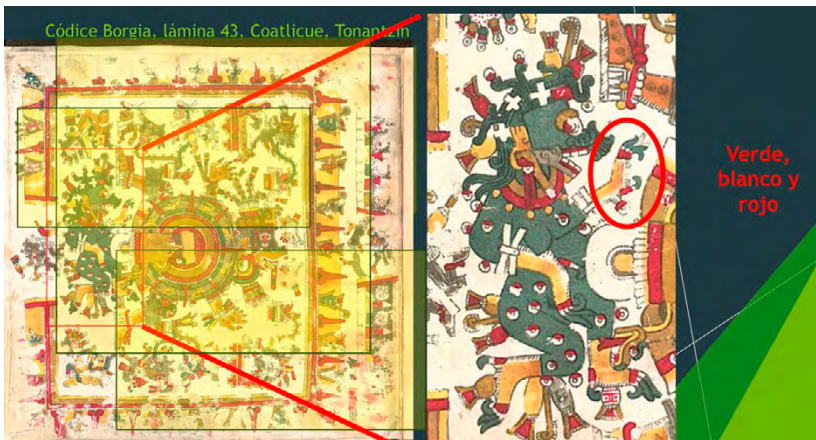 Códice Borgia, lámina 43, Coatlicue, Tonantzin
Verde,
blanco y
rojo